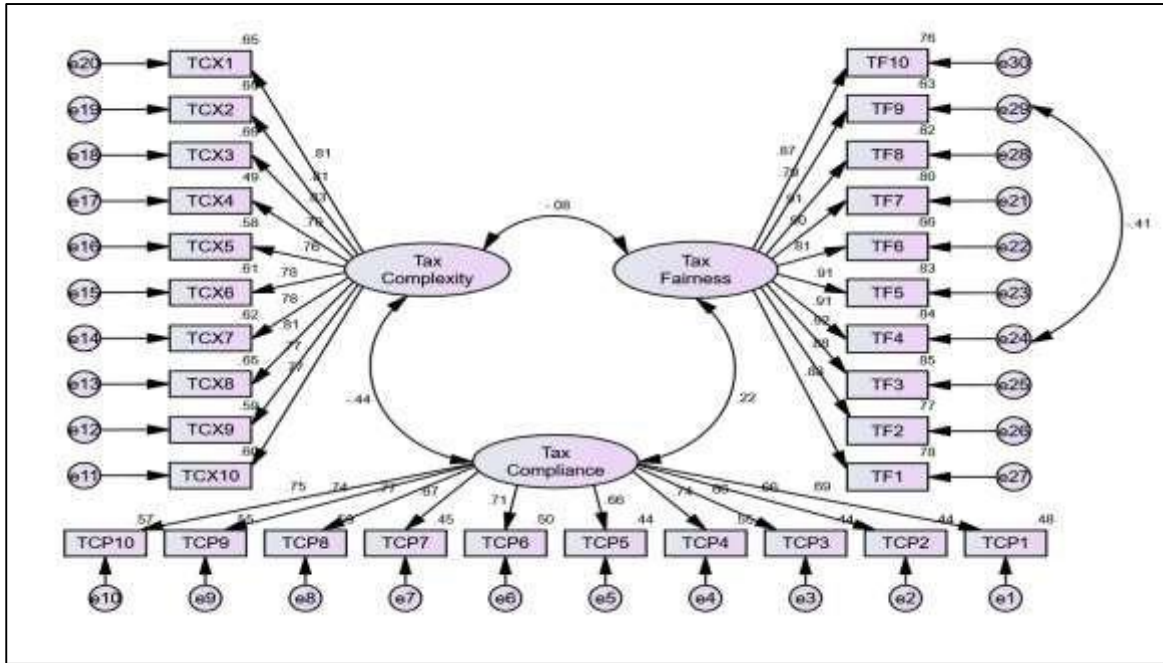 .65
.76
e20
TCX1
TF10
e30
.63
e19
TCX2
TF9
e29
.82
e18
TCX3
TF8
e28
.49
.80
e17
TCX4
TF7
e21
.58
e16
TCX5
TF6
e22
.61
.83
e15
TCX6
TF5
e23
.62
.84
e14
TCX7
TF4
e24
.65
.85
e13
TCX8
TF3
e25
.77
e12
TCX9
TF2
e26
.78
e11
TCX10
TF1
e27
.81
.81
.76
.78
.78
.81
.77
.77
.87
.91
.81
.91
.91
-.08
-.41
-.44
.22
Tax
Complexity
Tax
Fairness
Tax
Compliance
.75
.74
.77
.67
.71
.66
.74
.66
.69
.57
.45
.50
.44
.44
.48
TCP10
TCP9
TCP8
TCP7
TCP6
TCP5
TCP4
TCP3
TCP2
TCP1
e10
e9
e8
e7
e6
e5
e4
e3
e2
e1